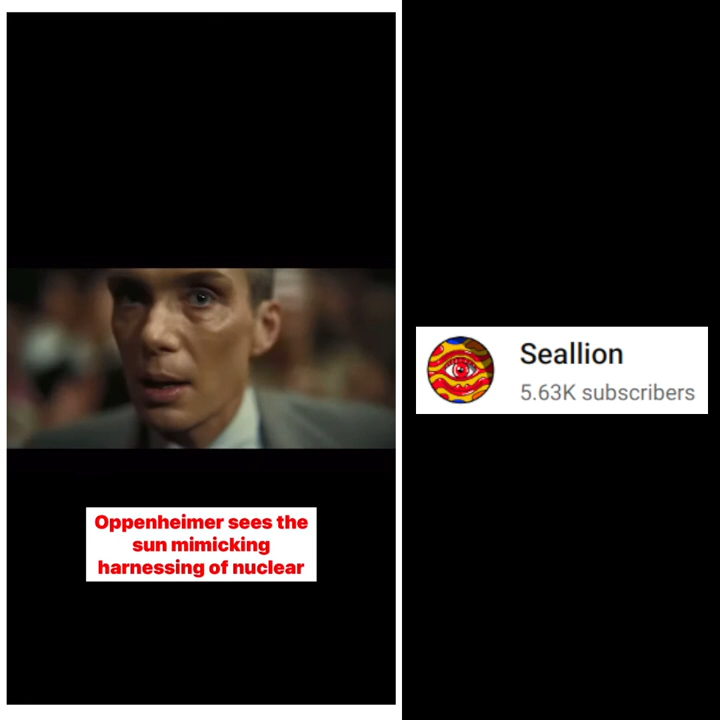 Oppenheimer sees the
sun mimicking
harnessing of nuclear
Seallion
5.63K subscribers